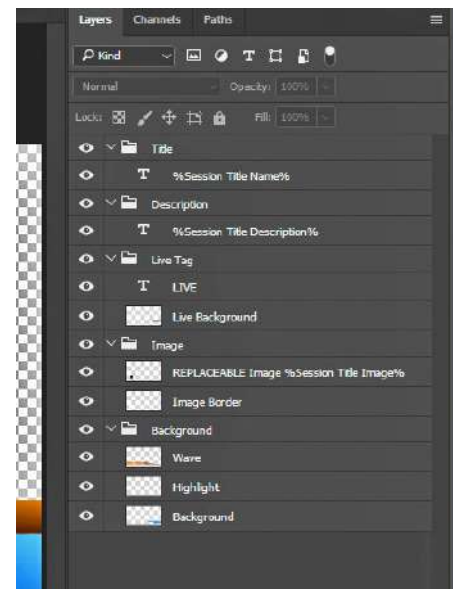 Layers Channels Paths
Kind
Normal Opacity: 100%
Lock: Fill: 100%
Title
T %Session Title Name%
Description
T %Session Title Description%
Live Tag
T LIVE
Live Background
Image
REPLACEABLE Image %Session Title Image%
Image Border
Background
Wave
Highlight
Background